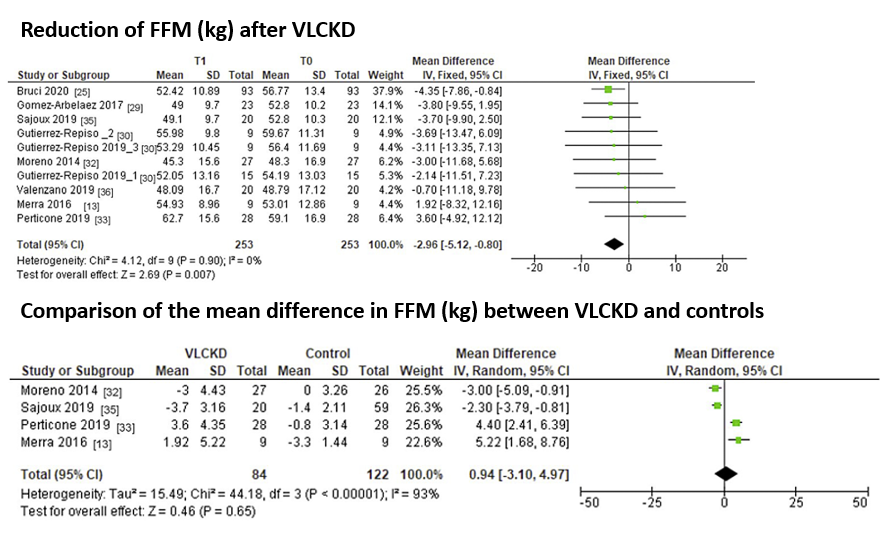 Reduction of FFM (kg) after VLCKD
T1 T0 Mean Difference Mean Difference
Study or Subgroup Mean SD Total Mean SD Total Weight IV, Fixed, 95% CI IV, Fixed, 95% CI
Bruci 2020 [25] 52.42 10.89 93 56.77 13.4 93 37.9% -4.35 [-7.86, -0.84]
Gomez-Arbelaez 2017 [29] 49 9.7 23 52.8 10.2 23 14.1% -3.80 [-9.55, 1.95]
Sajoux 2019 [35] 49.1 9.7 20 52.8 10.3 20 12.1% -3.70 [-9.90, 2.50]
Gutierrez-Repiso _2 [30] 55.98 9.8 9 59.67 11.31 9 4.9% -3.69 [-13.47, 6.09]
Gutierrez-Repiso 2019_3 [30] 53.29 10.45 9 56.4 11.69 9 4.4% -3.11 [-13.35, 7.13]
Moreno 2014 [32] 45.3 15.6 27 48.3 16.9 27 6.2% -3.00 [-11.68, 5.68]
Gutierrez-Repiso 2019_1 [30] 52.05 13.16 15 54.19 13.03 15 5.3% -2.14 [-11.51, 7.23]
Valenzano 2019 [36] 48.09 16.7 20 48.79 17.12 20 4.2% -0.70 [-11.18, 9.78]
Merra 2016 [13] 54.93 8.96 9 53.01 12.86 9 4.4% 1.92 [-8.32, 12.16]
Perticone 2019 [33] 62.7 15.6 28 59.1 16.9 28 6.4% 3.60 [-4.92, 12.12]
Total (95% CI) 253 253 100.0% -2.96 [-5.12, -0.80]
Heterogeneity: Chi² = 4.12, df = 9 (P = 0.90); I² = 0%
Test for overall effect: Z = 2.69 (P = 0.007)
-20 -10 0 10 20
Comparison of the mean difference in FFM (kg) between VLCKD and controls
VLCKD Control Mean Difference Mean Difference
Study or Subgroup Mean SD Total Mean SD Total Weight IV, Random, 95% CI IV, Random, 95% CI
Moreno 2014 [32] -3 4.43 27 0 3.26 26 25.5% -3.00 [-5.09, -0.91]
Sajoux 2019 [35] -3.7 3.16 20 -1.4 2.11 59 26.3% -2.30 [-3.79, -0.81]
Perticone 2019 [33] 3.6 4.35 28 -0.8 3.14 28 25.6% 4.40 [2.41, 6.39]
Merra 2016 [13] 1.92 5.22 9 -3.3 1.44 9 22.6% 5.22 [1.68, 8.76]
Total (95% CI) 84 122 100.0% 0.94 [-3.10, 4.97]
Heterogeneity: Tau² = 15.49; Chi² = 44.18, df = 3 (P < 0.00001); I² = 93%
Test for overall effect: Z = 0.46 (P = 0.65)
-50 -25 0 25 50